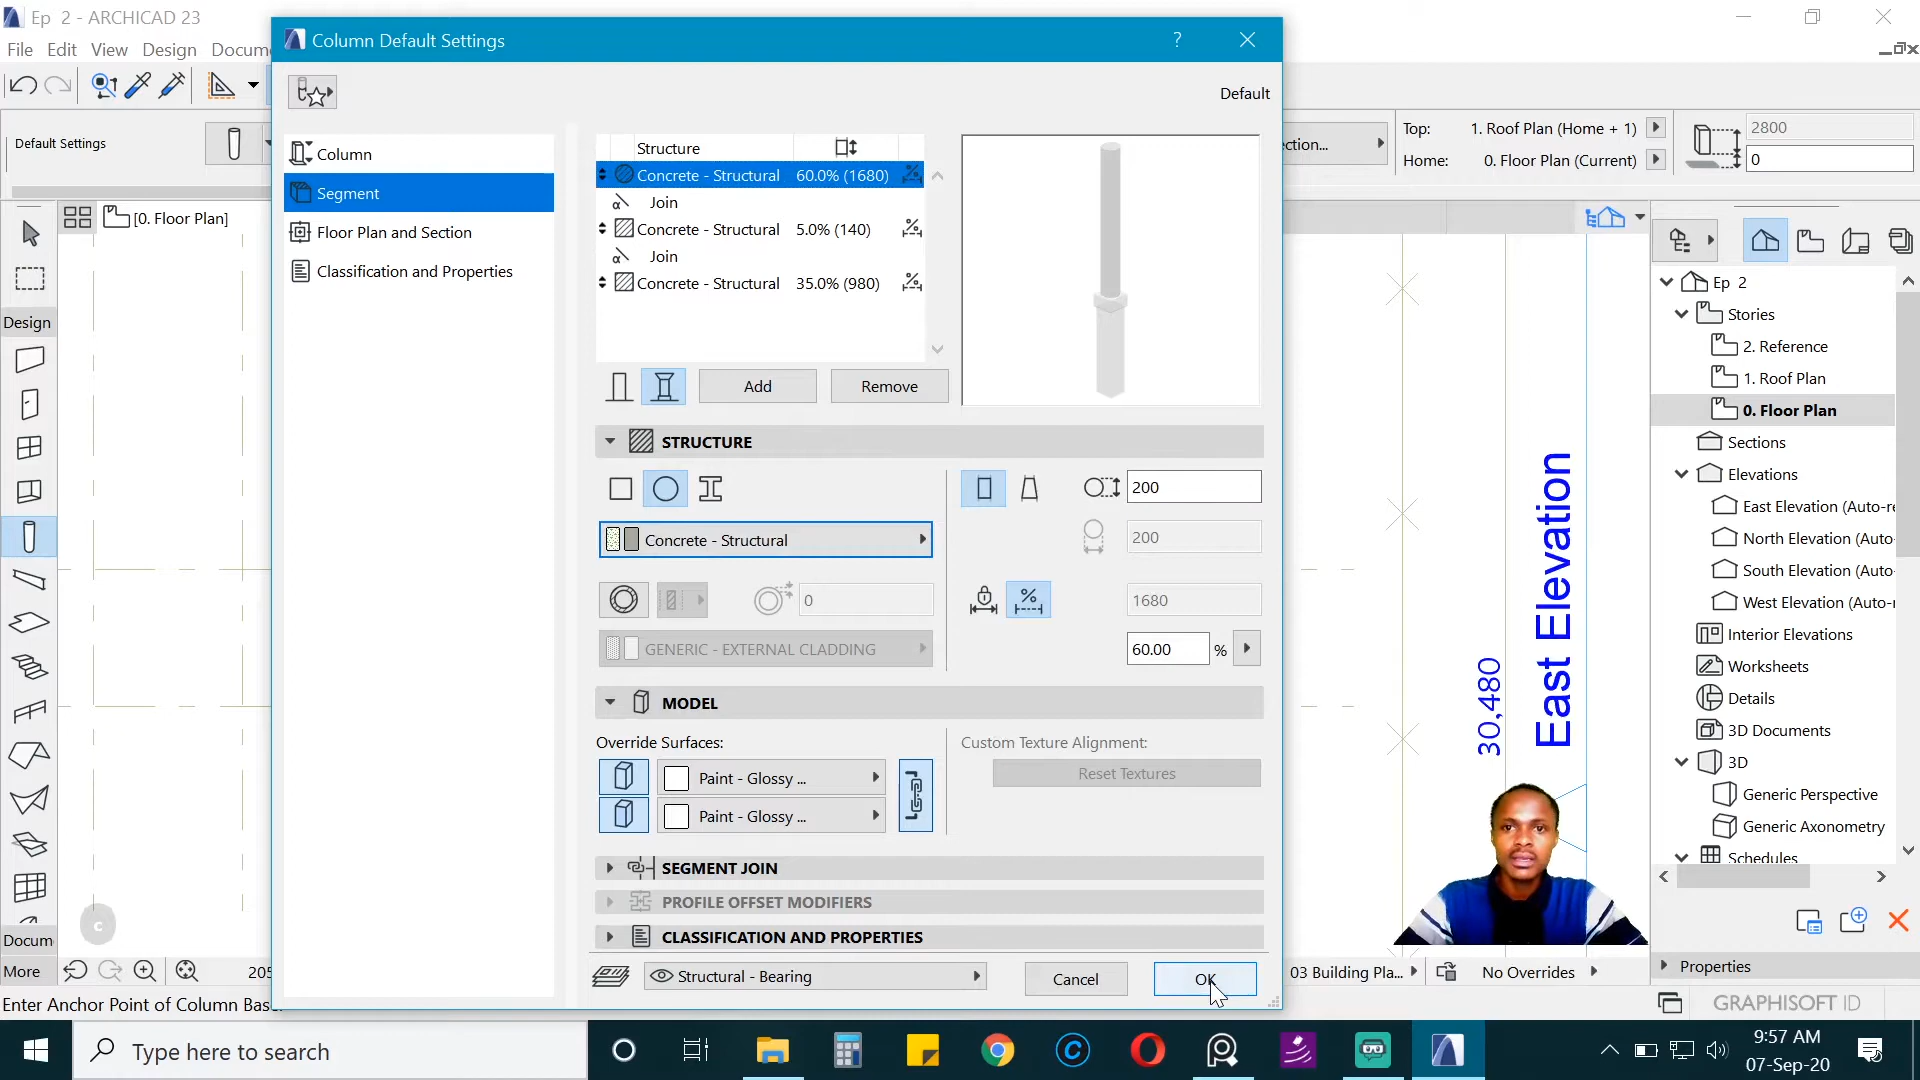 Ep 2 - ARCHICAD 23
File Edit View Design Docum
Column Default Settings
?
Default
Default Settings
Column
Segment
Floor Plan and Section
Classification and Properties
Structure
Concrete - Structural 60.0% (1680)
Join
Concrete - Structural 5.0% (140)
Join
Concrete - Structural 35.0% (980)
Add Remove
STRUCTURE
200
Concrete - Structural
200
0
1680
GENERIC - EXTERNAL CLADDING
60.00 %
MODEL
Override Surfaces:
Custom Texture Alignment:
Paint - Glossy ...
Reset Textures
Paint - Glossy ...
SEGMENT JOIN
PROFILE OFFSET MODIFIERS
CLASSIFICATION AND PROPERTIES
Structural - Bearing
Cancel OK
ction...
Top: 1. Roof Plan (Home + 1)
Home: 0. Floor Plan (Current)
2800
0
[0. Floor Plan]
Design
Docum
More
205
c
Enter Anchor Point of Column Bas
30,480
East Elevation
Ep 2
Stories
2. Reference
1. Roof Plan
0. Floor Plan
Sections
Elevations
East Elevation (Auto-re
North Elevation (Auto
South Elevation (Auto
West Elevation (Auto-r
Interior Elevations
Worksheets
Details
3D Documents
3D
Generic Perspective
Generic Axonometry
Schedules
Properties
03 Building Pla...
No Overrides
GRAPHISOFT ID
Type here to search
9:57 AM
07-Sep-20